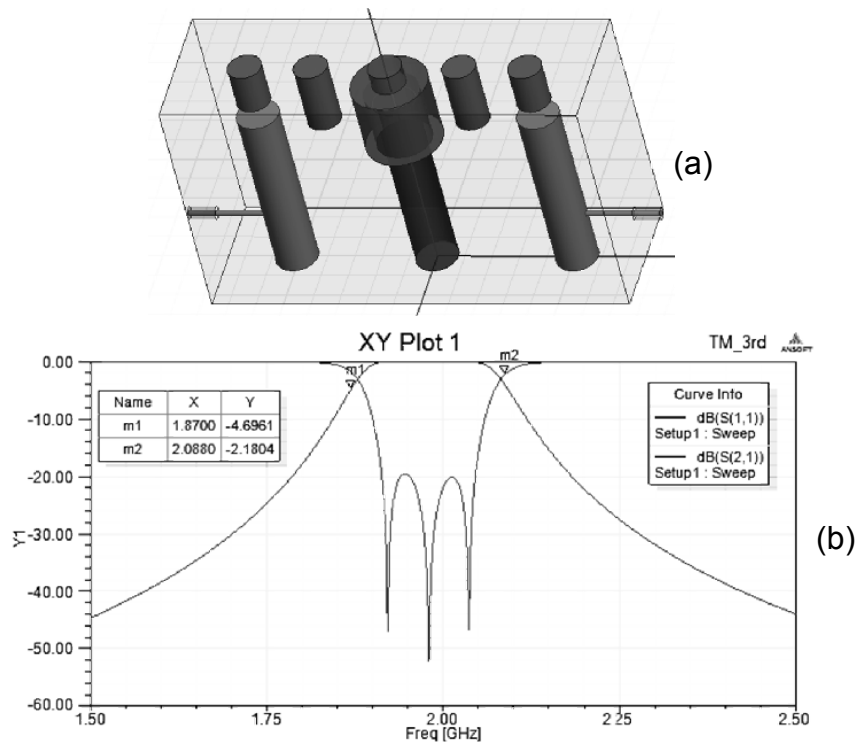 (a)
XY Plot 1
TM_3rd
ANSOFT
m1
m2
Name X Y
m1 1.8700 -4.6961
m2 2.0880 -2.1804
Curve Info
dB(S(1,1))
Setup1 : Sweep
dB(S(2,1))
Setup1 : Sweep
0.00
-10.00
-20.00
-30.00
-40.00
-50.00
-60.00
Y1
(b)
1.50 1.75 2.00 2.25 2.50
Freq [GHz]